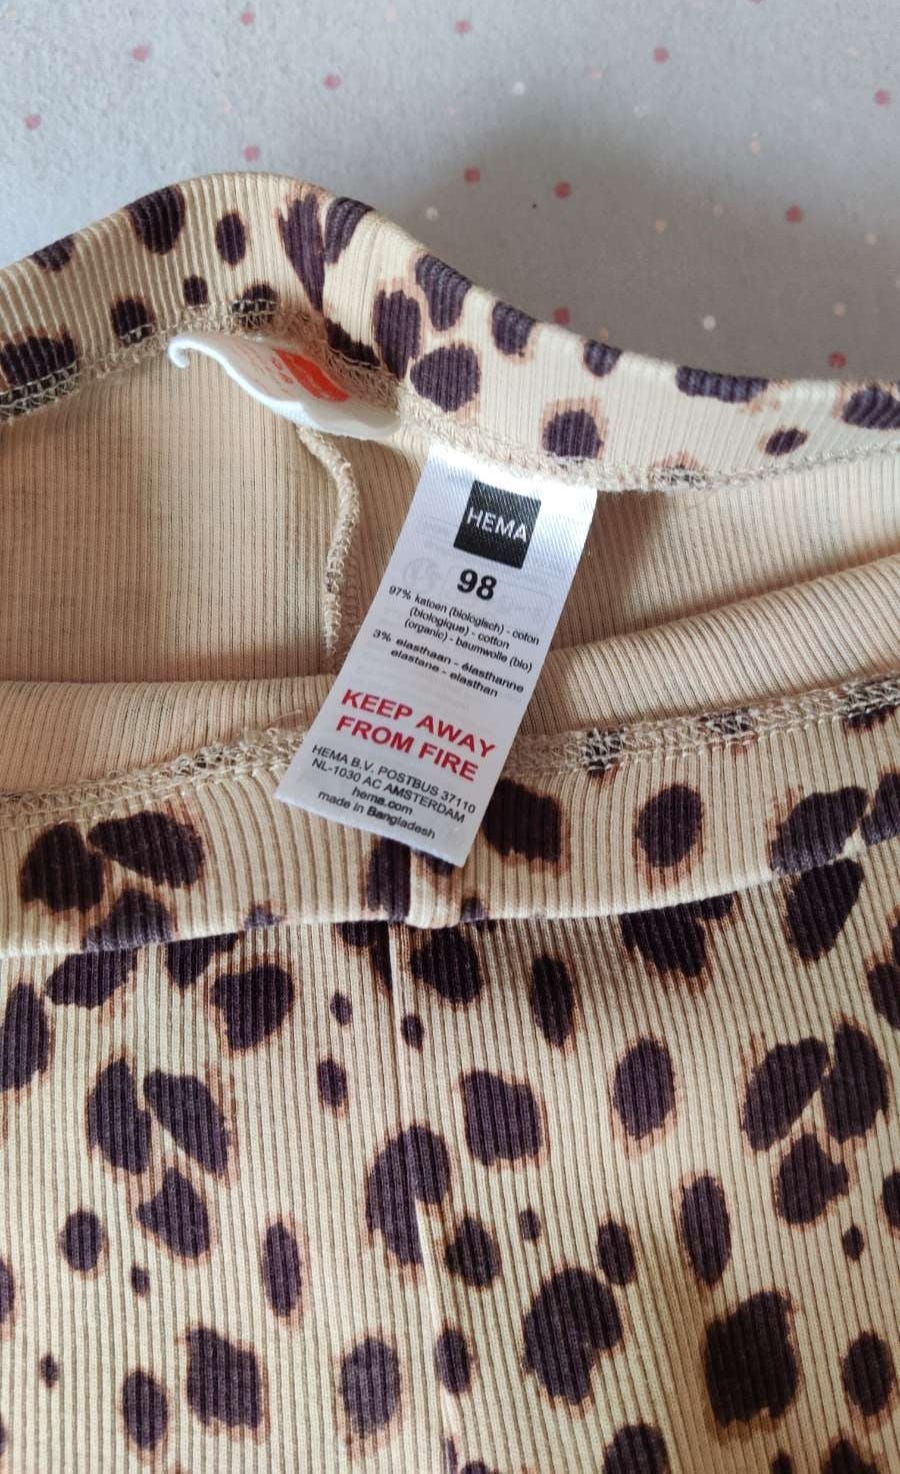 HEMA
98
97% katoen (biologisch) - coton
(biologique) - cotton
(organic) - baumwolle (bio)
3% elasthaan - élasthanne
elastane - elasthan
KEEP AWAY
FROM FIRE
HEMA B.V. POSTBUS 37110
NL-1030 AC AMSTERDAM
hema.com
made in Bangladesh